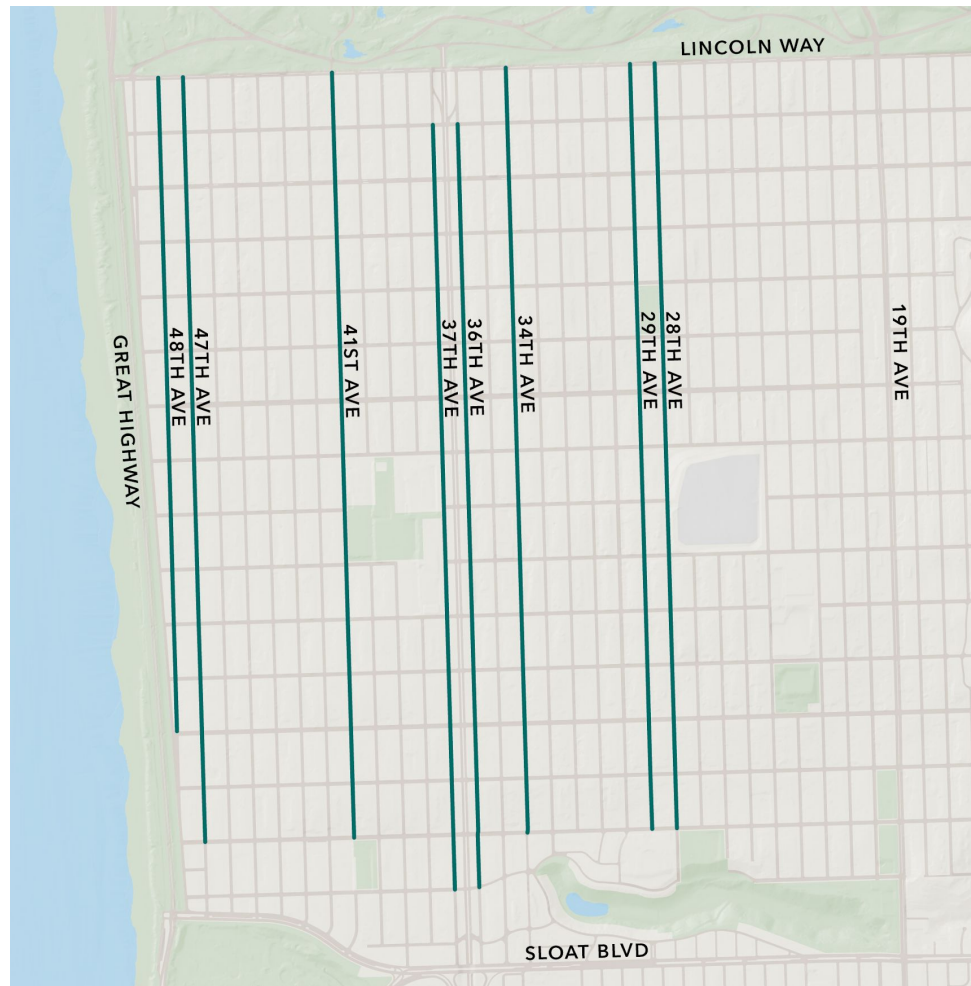 LINCOLN WAY
GREAT HIGHWAY
48TH AVE
47TH AVE
41ST AVE
37TH AVE
36TH AVE
34TH AVE
29TH AVE
28TH AVE
19TH AVE
SLOAT BLVD